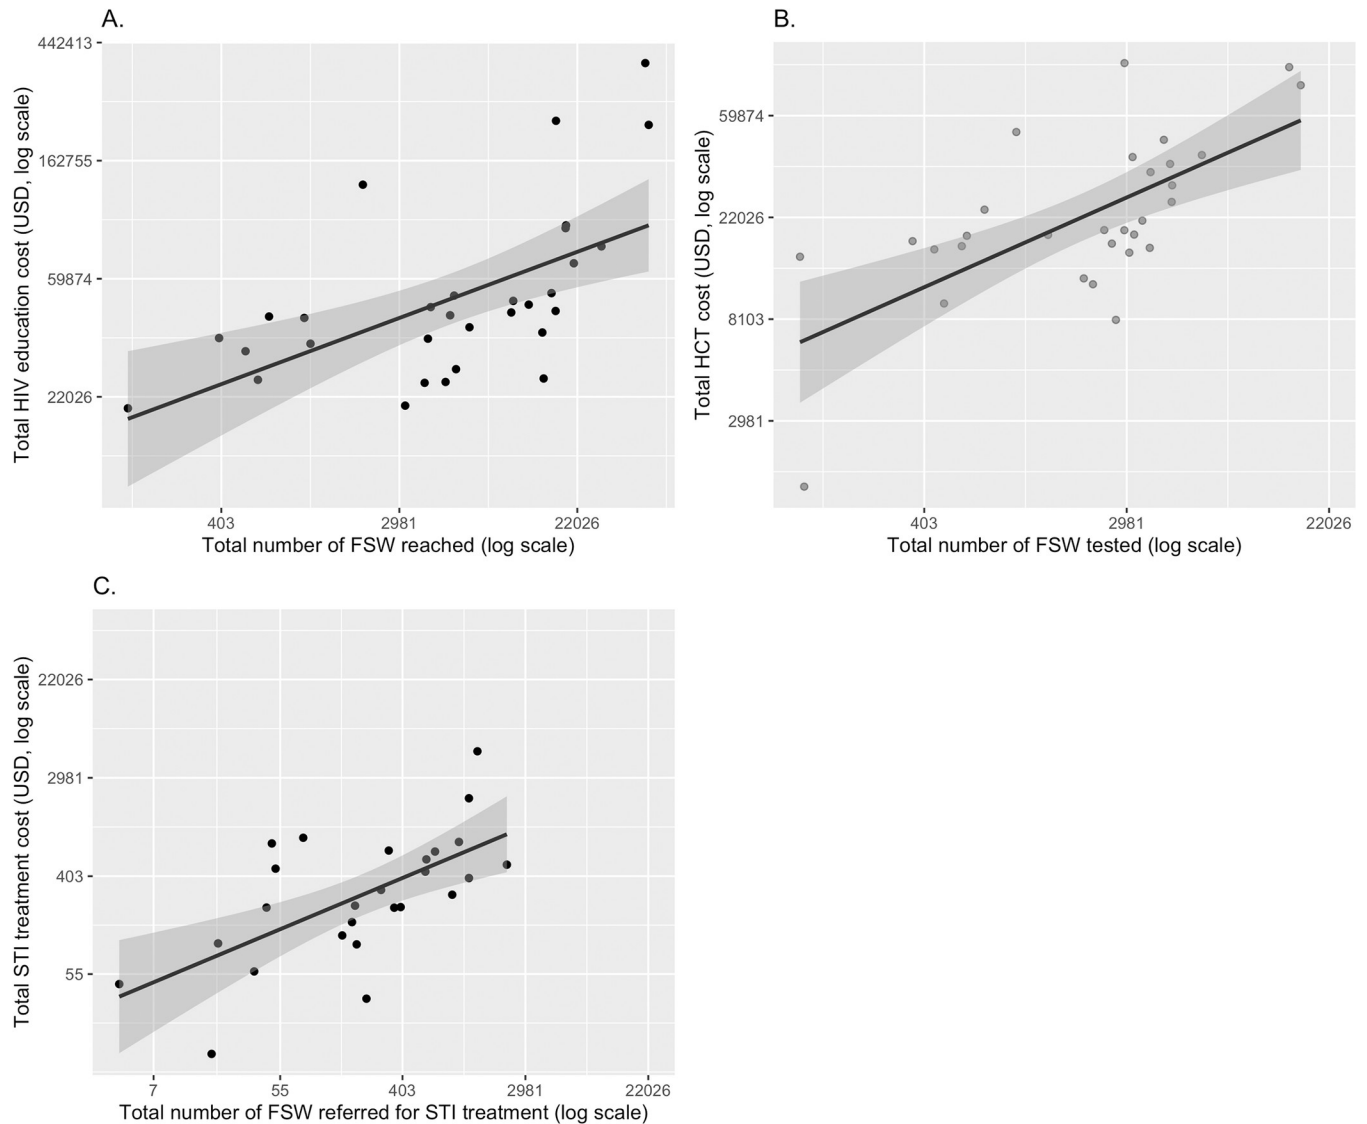 A.
Total HIV education cost (USD, log scale)
442413
162755
59874
22026
403 2981 22026
Total number of FSW reached (log scale)
B.
Total HCT cost (USD, log scale)
59874
22026
8103
2981
403 2981 22026
Total number of FSW tested (log scale)
C.
Total STI treatment cost (USD, log scale)
22026
2981
403
55
7 55 403 2981 22026
Total number of FSW referred for STI treatment (log scale)